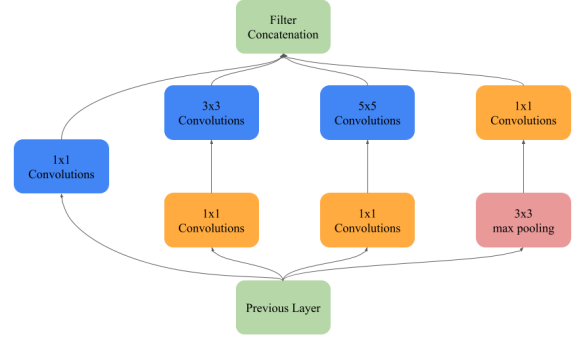 Filter
Concatenation
3x3
Convolutions
5x5
Convolutions
1x1
Convolutions
1x1
Convolutions
1x1
Convolutions
1x1
Convolutions
3x3
max pooling
Previous Layer